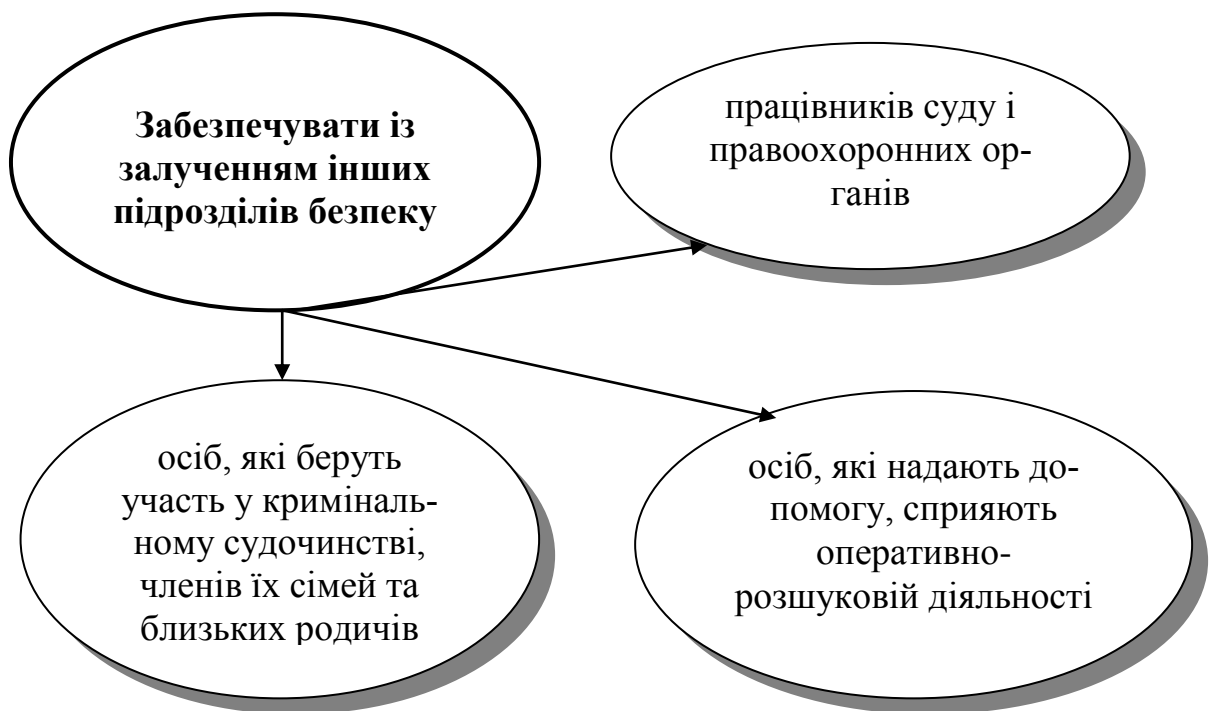 Забезпечувати із
залученням інших
підрозділів безпеку
працівників суду і
правоохоронних ор-
ганів
осіб, які беруть
участь у криміналь-
ному судочинстві,
членів їх сімей та
близьких родичів
осіб, які надають до-
помогу, сприяють
оперативно-
розшуковій діяльності